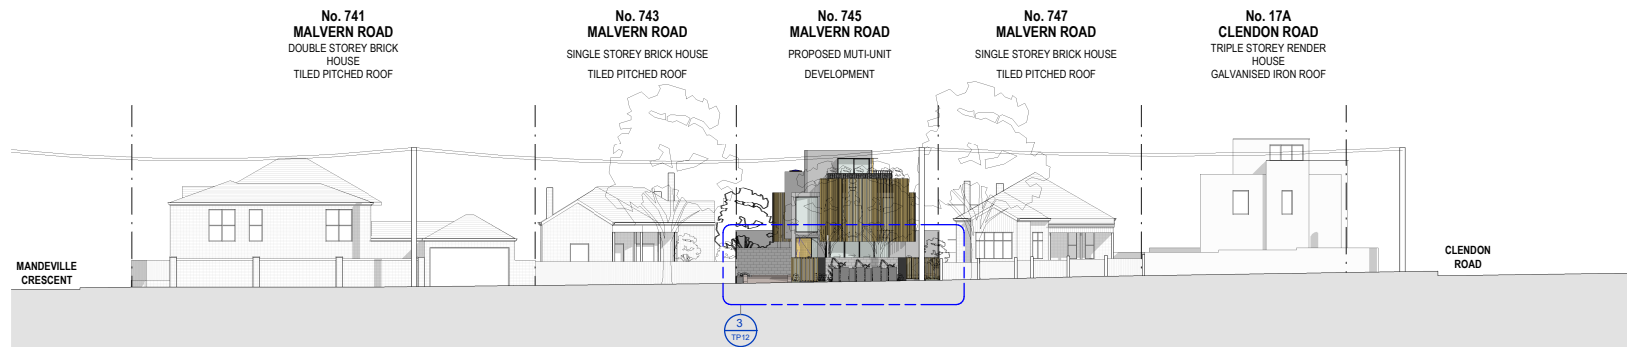 No. 741
MALVERN ROAD
DOUBLE STOREY BRICK
HOUSE
TILED PITCHED ROOF
No. 743
MALVERN ROAD
SINGLE STOREY BRICK HOUSE
TILED PITCHED ROOF
No. 745
MALVERN ROAD
PROPOSED MUTI-UNIT
DEVELOPMENT
No. 747
MALVERN ROAD
SINGLE STOREY BRICK HOUSE
TILED PITCHED ROOF
No. 17A
CLENDON ROAD
TRIPLE STOREY RENDER
HOUSE
GALVANISED IRON ROOF
MANDEVILLE
CRESCENT
CLENDON
ROAD
3
TP12